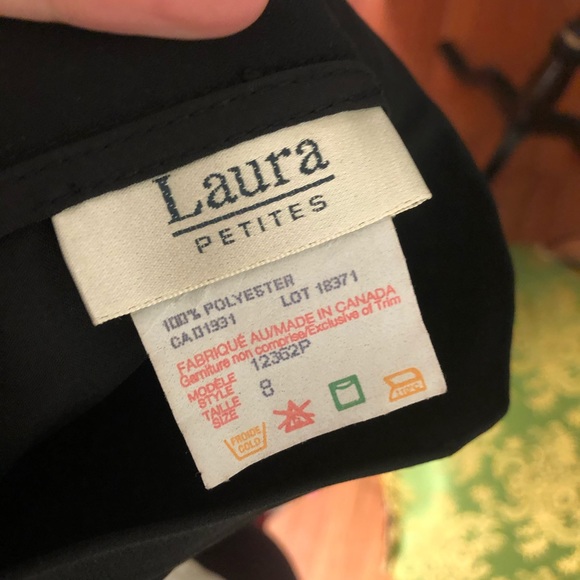 Laura
PETITES
100% POLYESTER
CA01931 LOT 18371
FABRIQUÉ AU/MADE IN CANADA
Garniture non comprise/Exclusive of Trim
MODÈLE
STYLE 12362P
TAILLE
SIZE 8
FROIDE
COLD